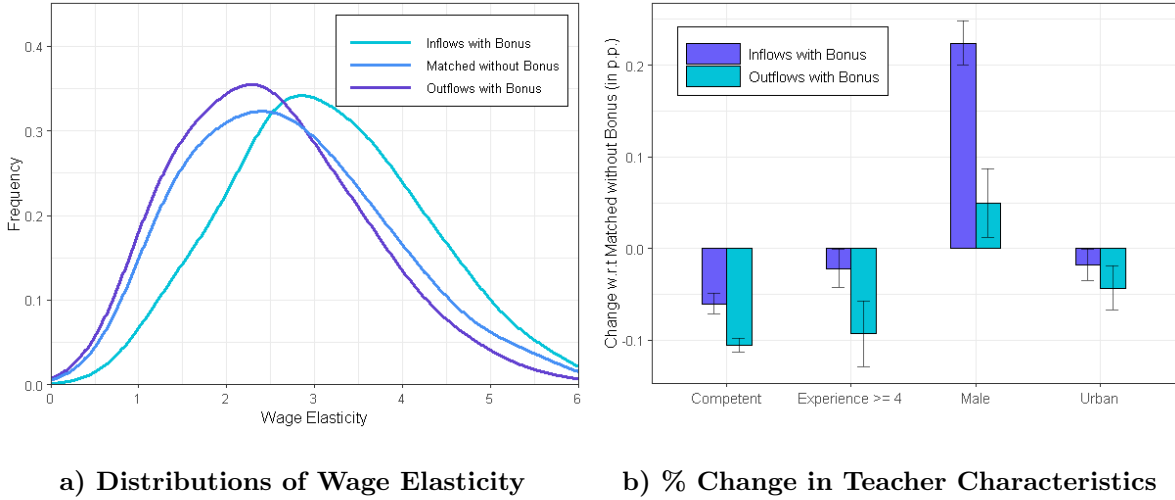 Frequency
0.4
0.3
0.2
0.1
0.0
Inflows with Bonus
Matched without Bonus
Outflows with Bonus
0 1 2 3 4 5 6
Wage Elasticity
a) Distributions of Wage Elasticity
Change w.r.t Matched without Bonus (in p.p.)
0.2
0.1
0.0
-0.1
Inflows with Bonus
Outflows with Bonus
Competent Experience >= 4 Male Urban
b) % Change in Teacher Characteristics